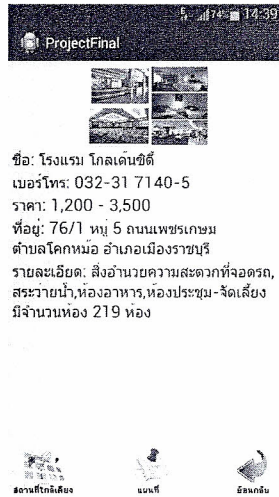 74% 14:39
ProjectFinal
ชื่อ: โรงแรม โกลเด้นซิตี้
เบอร์โทร: 032-31 7140-5
ราคา: 1,200 - 3,500
ที่อยู่: 76/1 หมู่ 5 ถนนเพชรเกษม
ตำบลโคกหม้อ อำเภอเมืองราชบุรี
รายละเอียด: สิ่งอำนวยความสะดวกที่จอดรถ,
สระว่ายน้ำ,ห้องอาหาร,ห้องประชุม-จัดเลี้ยง
มีจำนวนห้อง 219 ห้อง
สถานที่ใกล้เคียง แผนที่ ย้อนกลับ